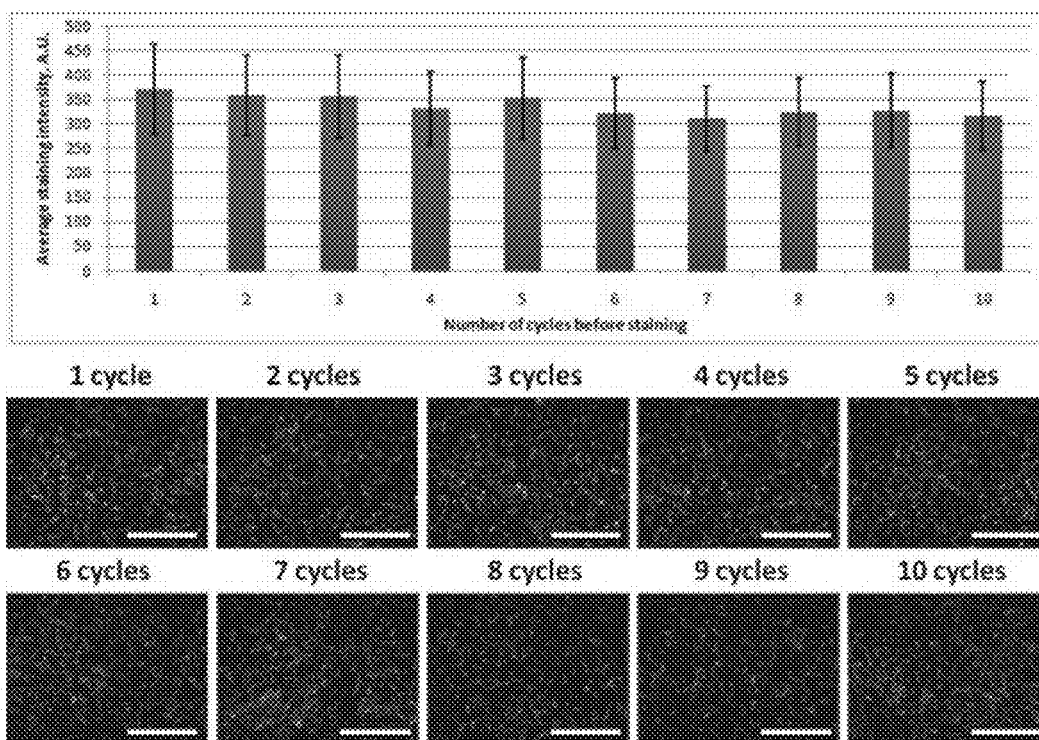 Average staining intensity, A.U.
500
450
400
350
300
250
200
150
100
50
0
1 2 3 4 5 6 7 8 9 10
Number of cycles before staining
1 cycle 2 cycles 3 cycles 4 cycles 5 cycles
6 cycles 7 cycles 8 cycles 9 cycles 10 cycles